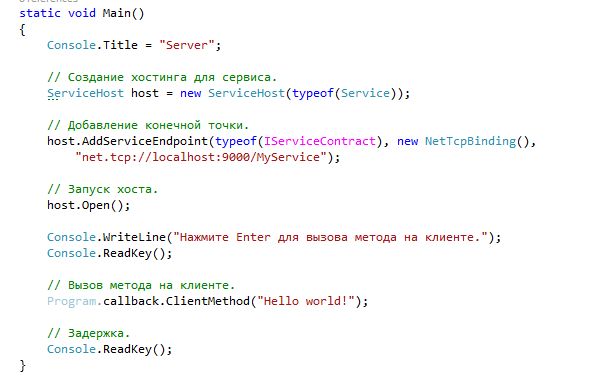 static void Main()
{
Console.Title = "Server";
// Создание хостинга для сервиса.
ServiceHost host = new ServiceHost(typeof(Service));
// Добавление конечной точки.
host.AddServiceEndpoint(typeof(IServiceContract), new NetTcpBinding(),
"net.tcp://localhost:9000/MyService");
// Запуск хоста.
host.Open();
Console.WriteLine("Нажмите Enter для вызова метода на клиенте.");
Console.ReadKey();
// Вызов метода на клиенте.
Program.callback.ClientMethod("Hello world!");
// Задержка.
Console.ReadKey();
}